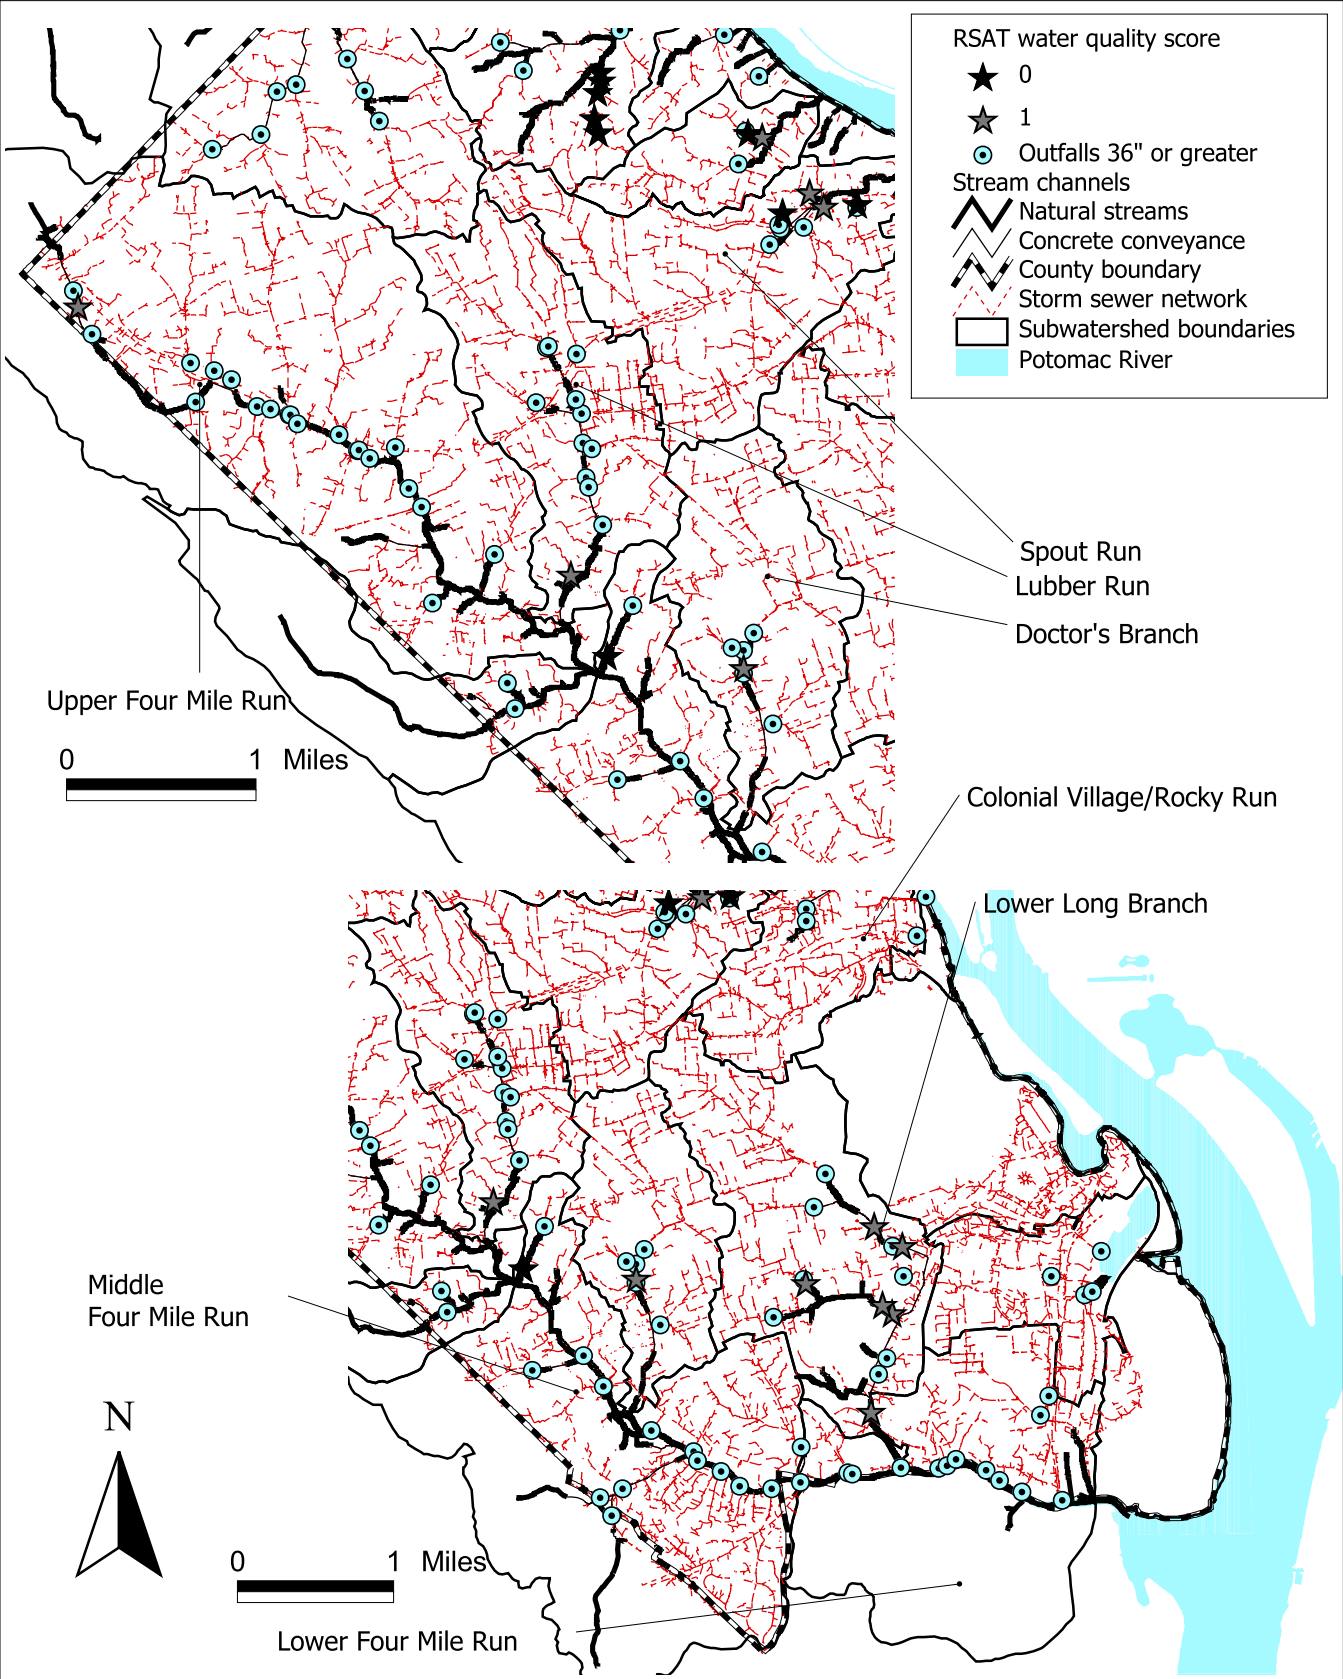 RSAT water quality score
0
1
Outfalls 36" or greater
Stream channels
Natural streams
Concrete conveyance
County boundary
Storm sewer network
Subwatershed boundaries
Potomac River
Spout Run
Lubber Run
Doctor's Branch
Upper Four Mile Run
0 1 Miles
Colonial Village/Rocky Run
Lower Long Branch
Middle
Four Mile Run
N
0 1 Miles
Lower Four Mile Run